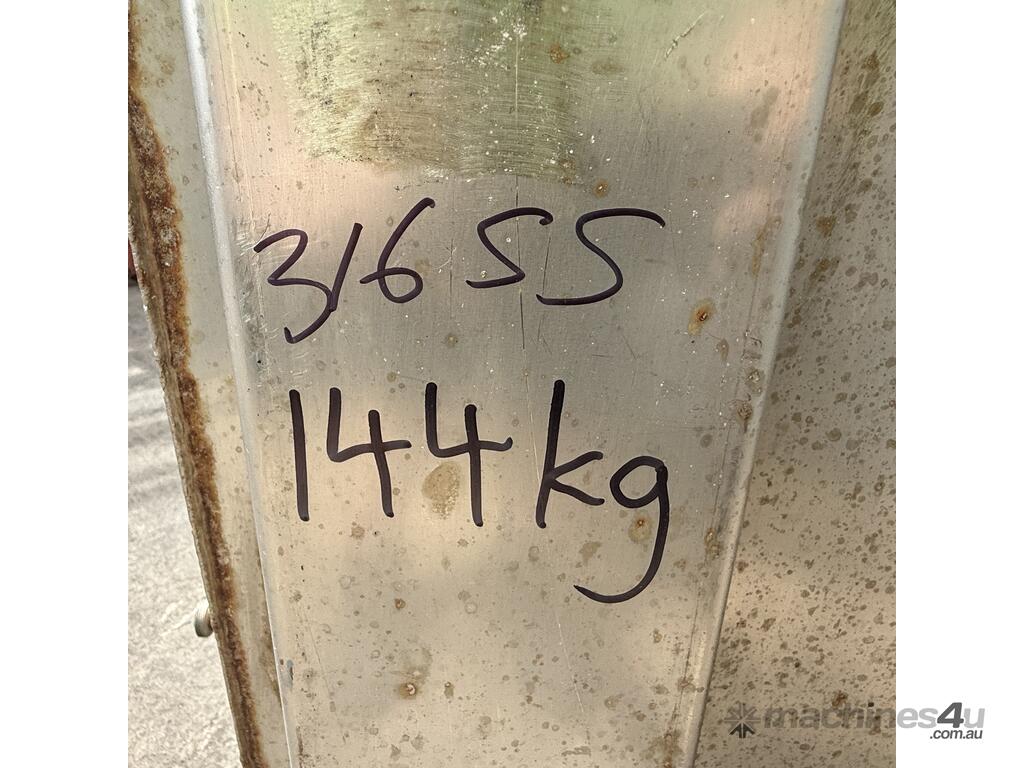 316 SS
144kg
machines4u
.com.au